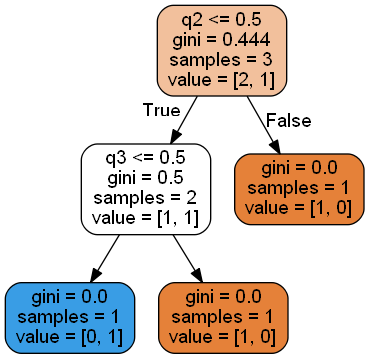 q2 <= 0.5
gini = 0.444
samples = 3
value = [2, 1]
True
False
q3 <= 0.5
gini = 0.5
samples = 2
value = [1, 1]
gini = 0.0
samples = 1
value = [1, 0]
gini = 0.0
samples = 1
value = [0, 1]
gini = 0.0
samples = 1
value = [1, 0]